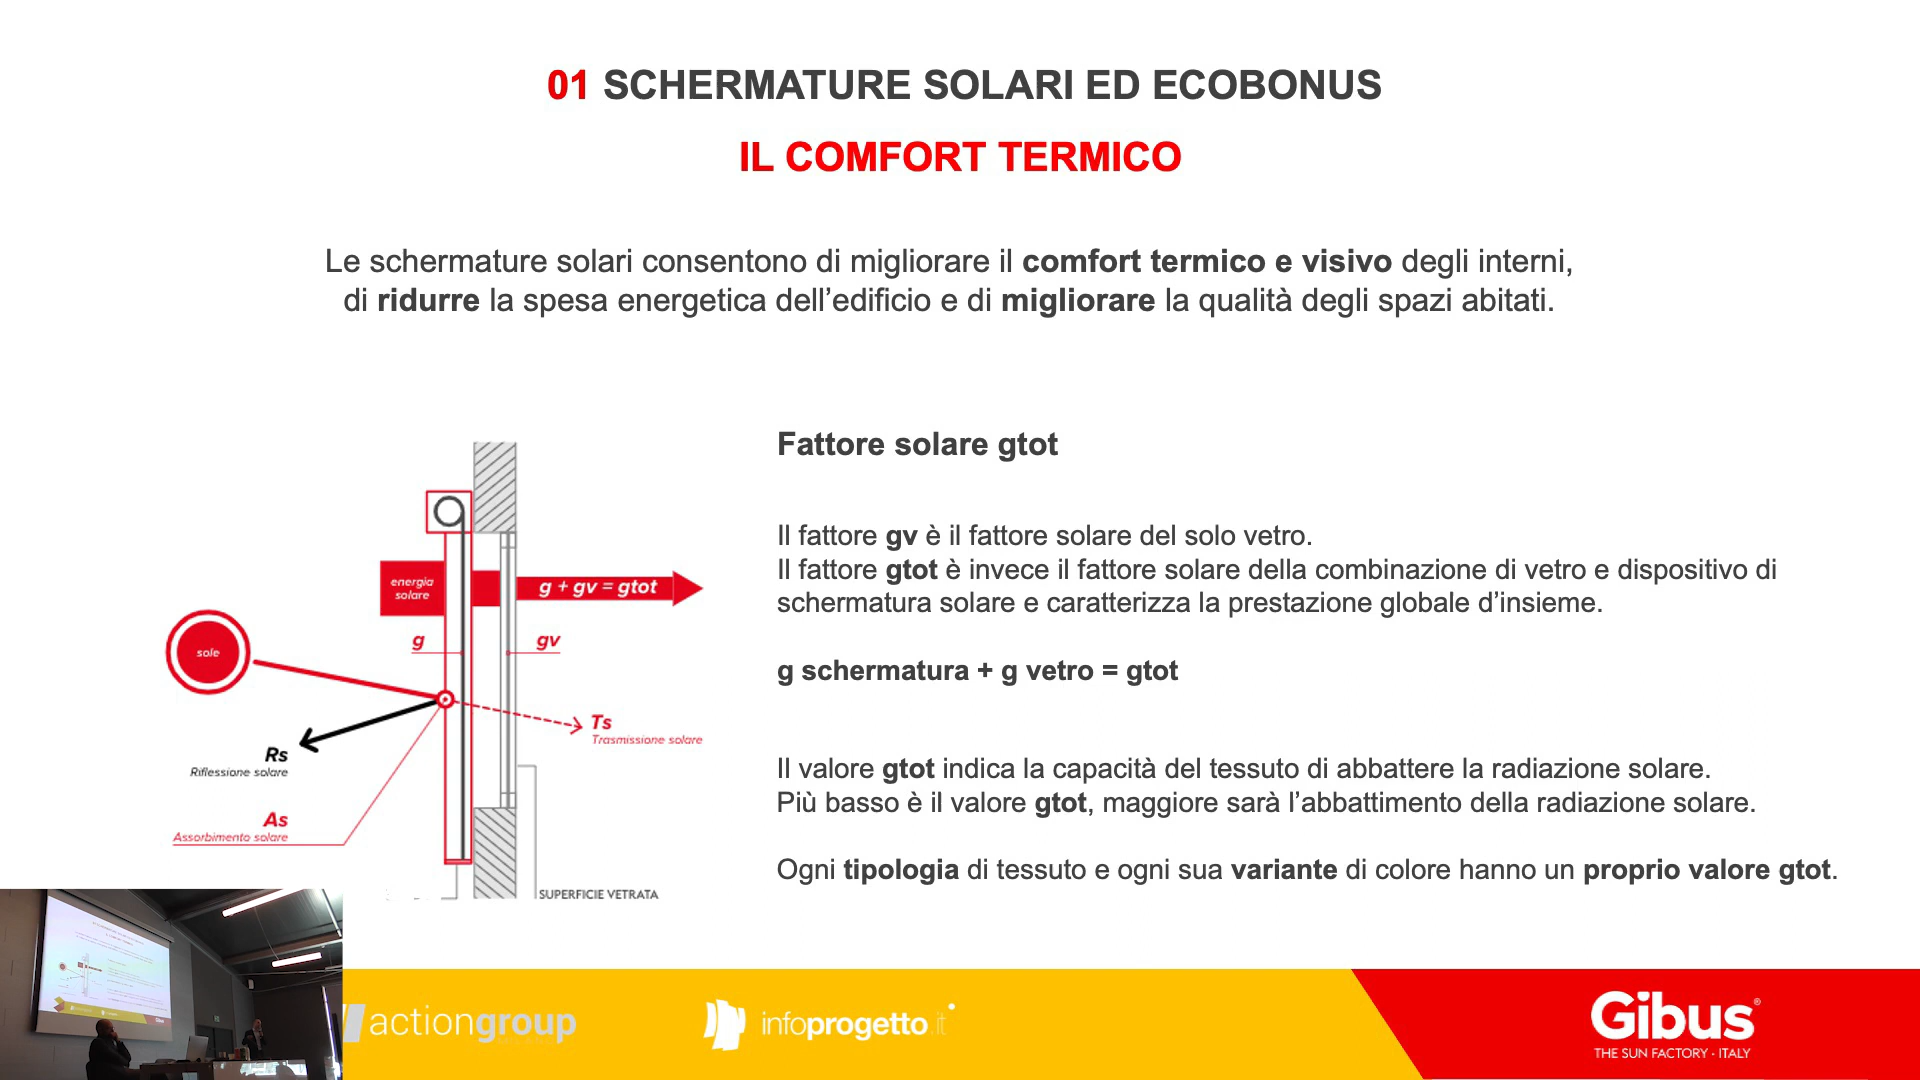 01 SCHERMATURE SOLARI ED ECOBONUS
IL COMFORT TERMICO
Le schermature solari consentono di migliorare il comfort termico e visivo degli interni,
di ridurre la spesa energetica dell’edificio e di migliorare la qualità degli spazi abitati.
energia
solare
g + gv = gtot
g
gv
sole
Ts
Trasmissione solare
Rs
Riflessione solare
As
Assorbimento solare
SUPERFICIE VETRATA
Fattore solare gtot
Il fattore gv è il fattore solare del solo vetro.
Il fattore gtot è invece il fattore solare della combinazione di vetro e dispositivo di
schermatura solare e caratterizza la prestazione globale d’insieme.
g schermatura + g vetro = gtot
Il valore gtot indica la capacità del tessuto di abbattere la radiazione solare.
Più basso è il valore gtot, maggiore sarà l’abbattimento della radiazione solare.
Ogni tipologia di tessuto e ogni sua variante di colore hanno un proprio valore gtot.
actiongroup
infoprogetto.it
Gibus®
THE SUN FACTORY · ITALY